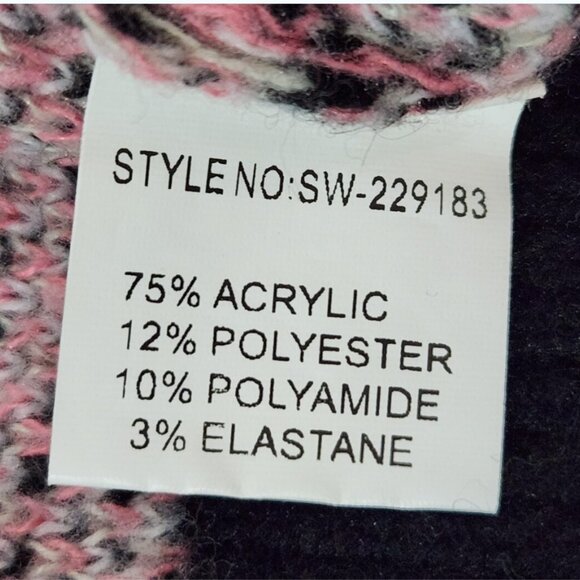 STYLE NO:SW-229183
75% ACRYLIC
12% POLYESTER
10% POLYAMIDE
3% ELASTANE